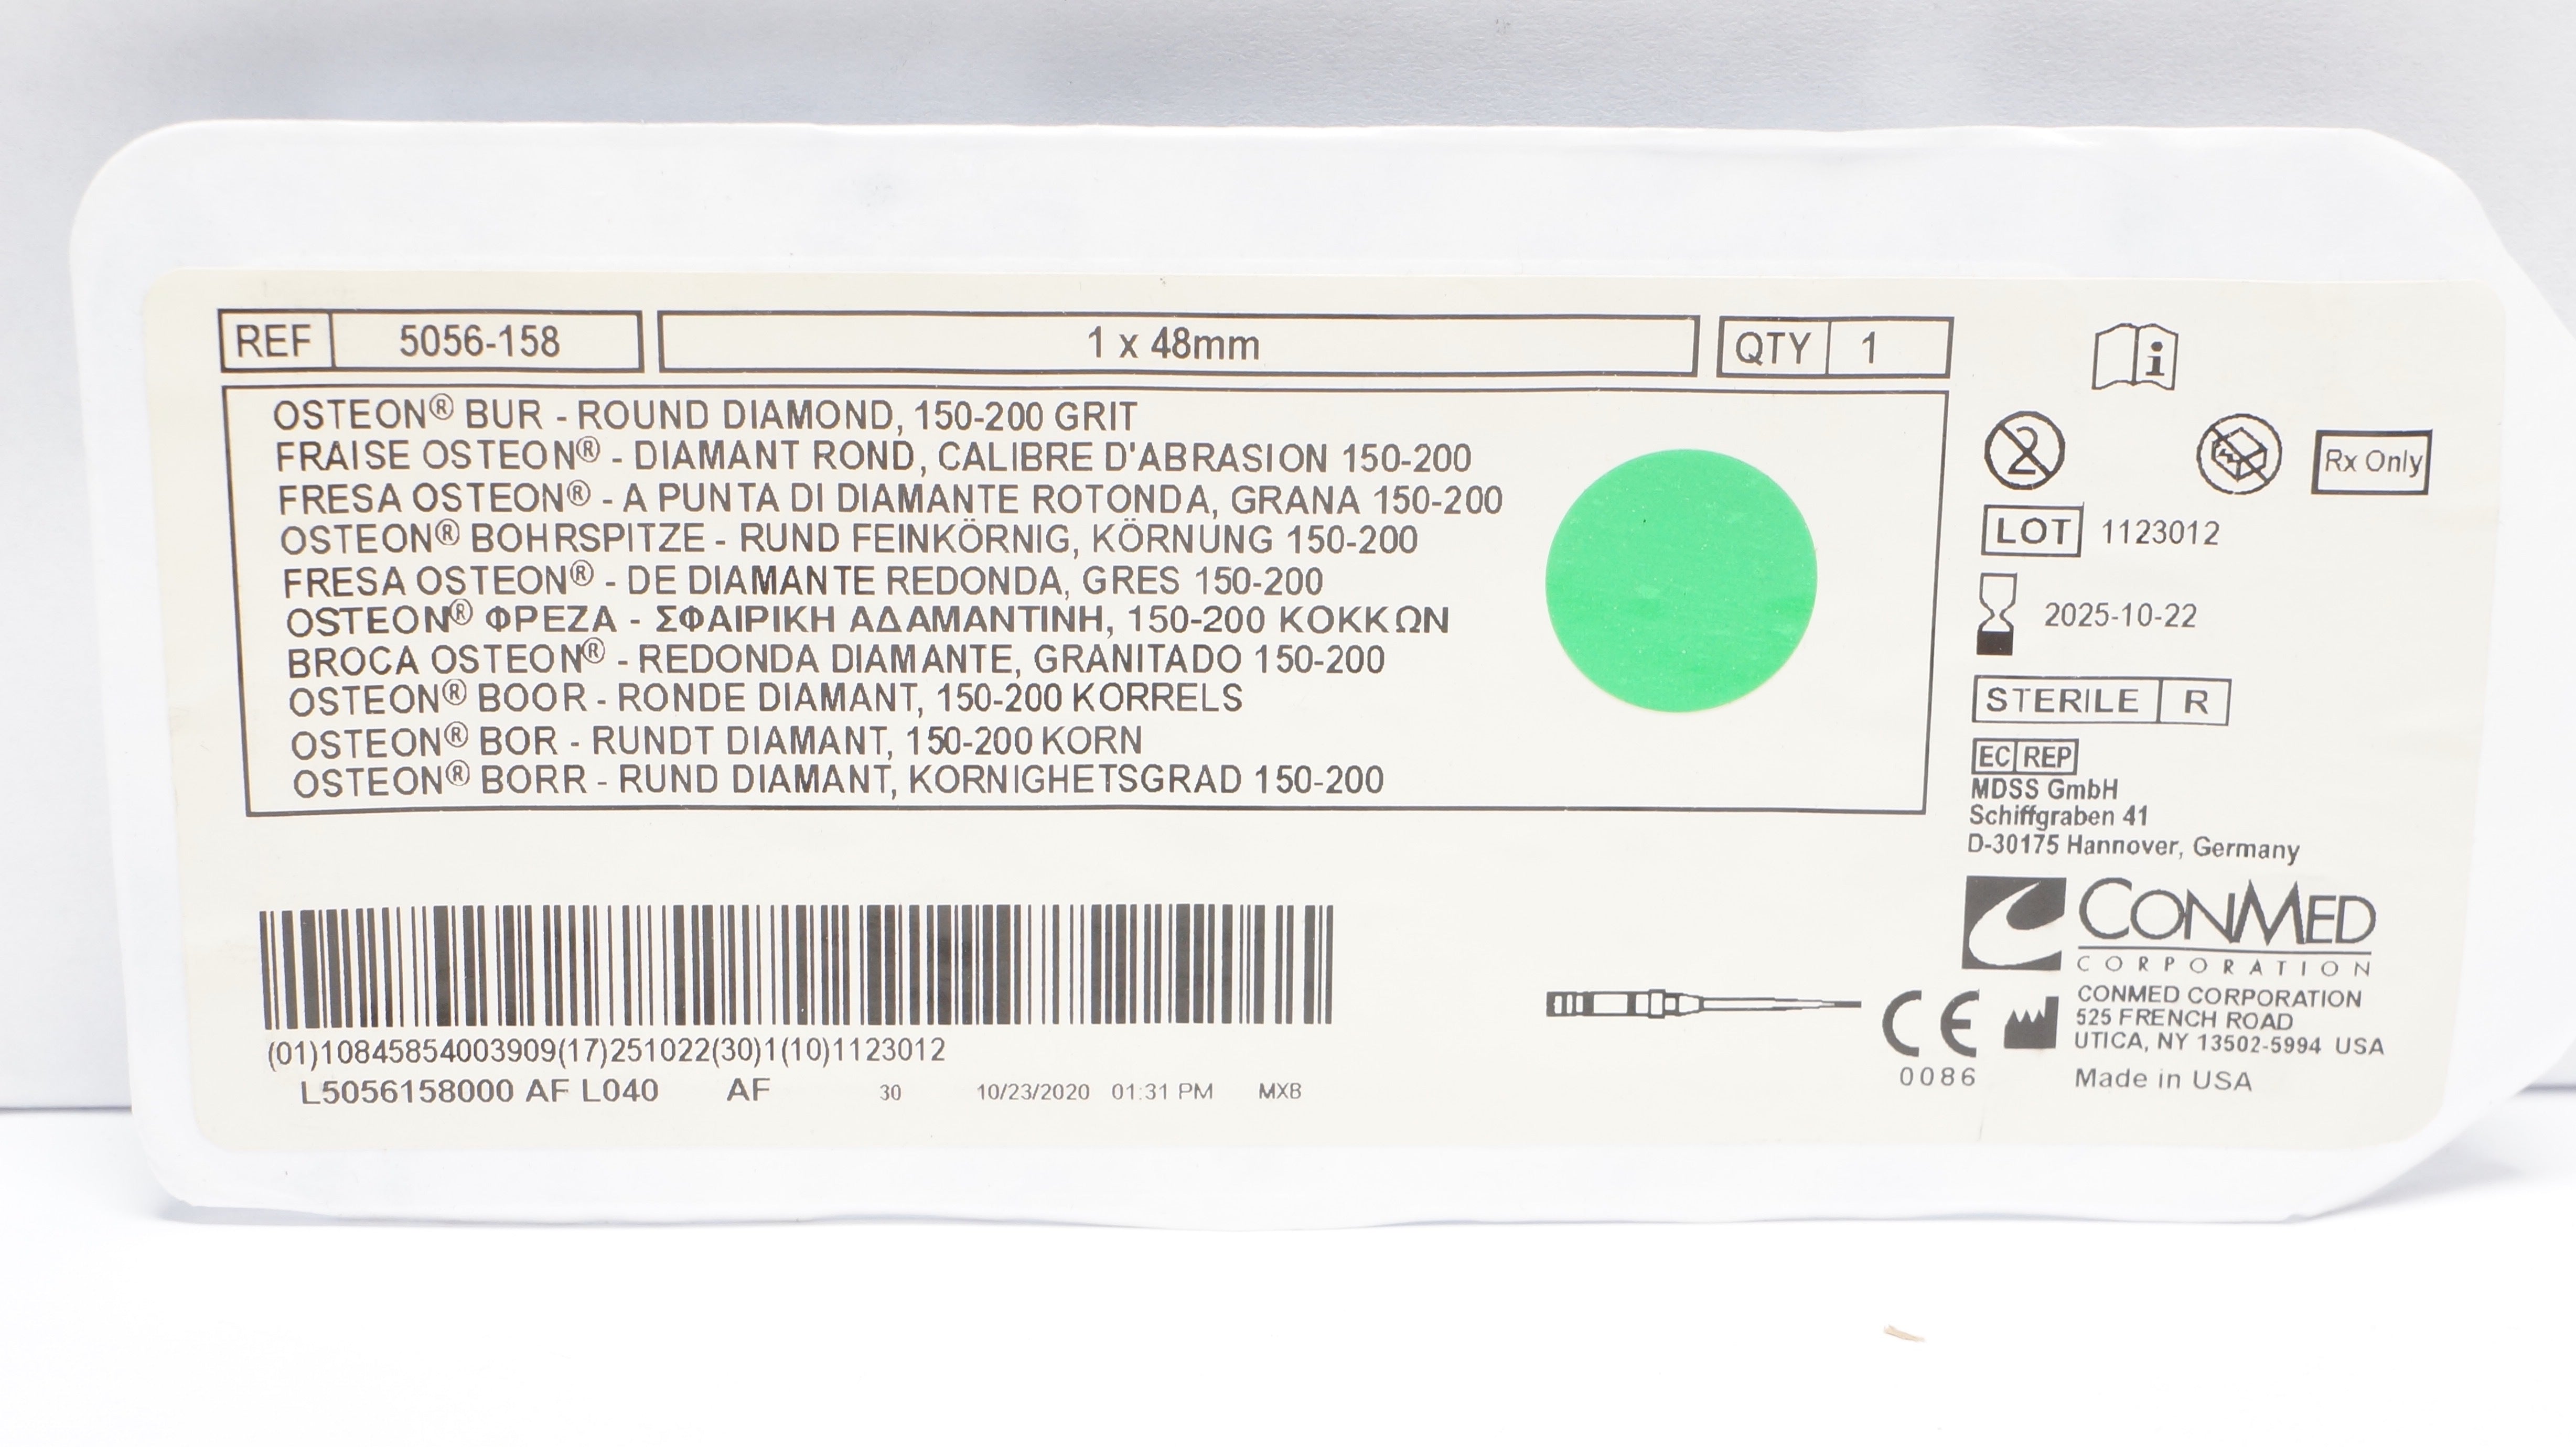 REF 5056-158 1 x 48mm QTY 1
OSTEON® BUR - ROUND DIAMOND, 150-200 GRIT
FRAISE OSTEON® - DIAMANT ROND, CALIBRE D'ABRASION 150-200
FRESA OSTEON® - A PUNTA DI DIAMANTE ROTONDA, GRANA 150-200
OSTEON® BOHRSPITZE - RUND FEINKÖRNIG, KÖRNUNG 150-200
FRESA OSTEON® - DE DIAMANTE REDONDA, GRES 150-200
OSTEON® ΦΡΕΖΑ - ΣΦΑΙΡΙΚΗ ΑΔΑΜΑΝΤΙΝΗ, 150-200 ΚΟΚΚΩΝ
BROCA OSTEON® - REDONDA DIAMANTE, GRANITADO 150-200
OSTEON® BOOR - RONDE DIAMANT, 150-200 KORRELS
OSTEON® BOR - RUNDT DIAMANT, 150-200 KORN
OSTEON® BORR - RUND DIAMANT, KORNIGHETSGRAD 150-200
(01)10845854003909(17)251022(30)1(10)1123012
L5056158000 AF L040 AF 30 10/23/2020 01:31 PM MXB
i
2
Rx Only
LOT 1123012
2025-10-22
STERILE R
EC REP
MDSS GmbH
Schiffgraben 41
D-30175 Hannover, Germany
CONMED
CORPORATION
CE
0086
CONMED CORPORATION
525 FRENCH ROAD
UTICA, NY 13502-5994 USA
Made in USA